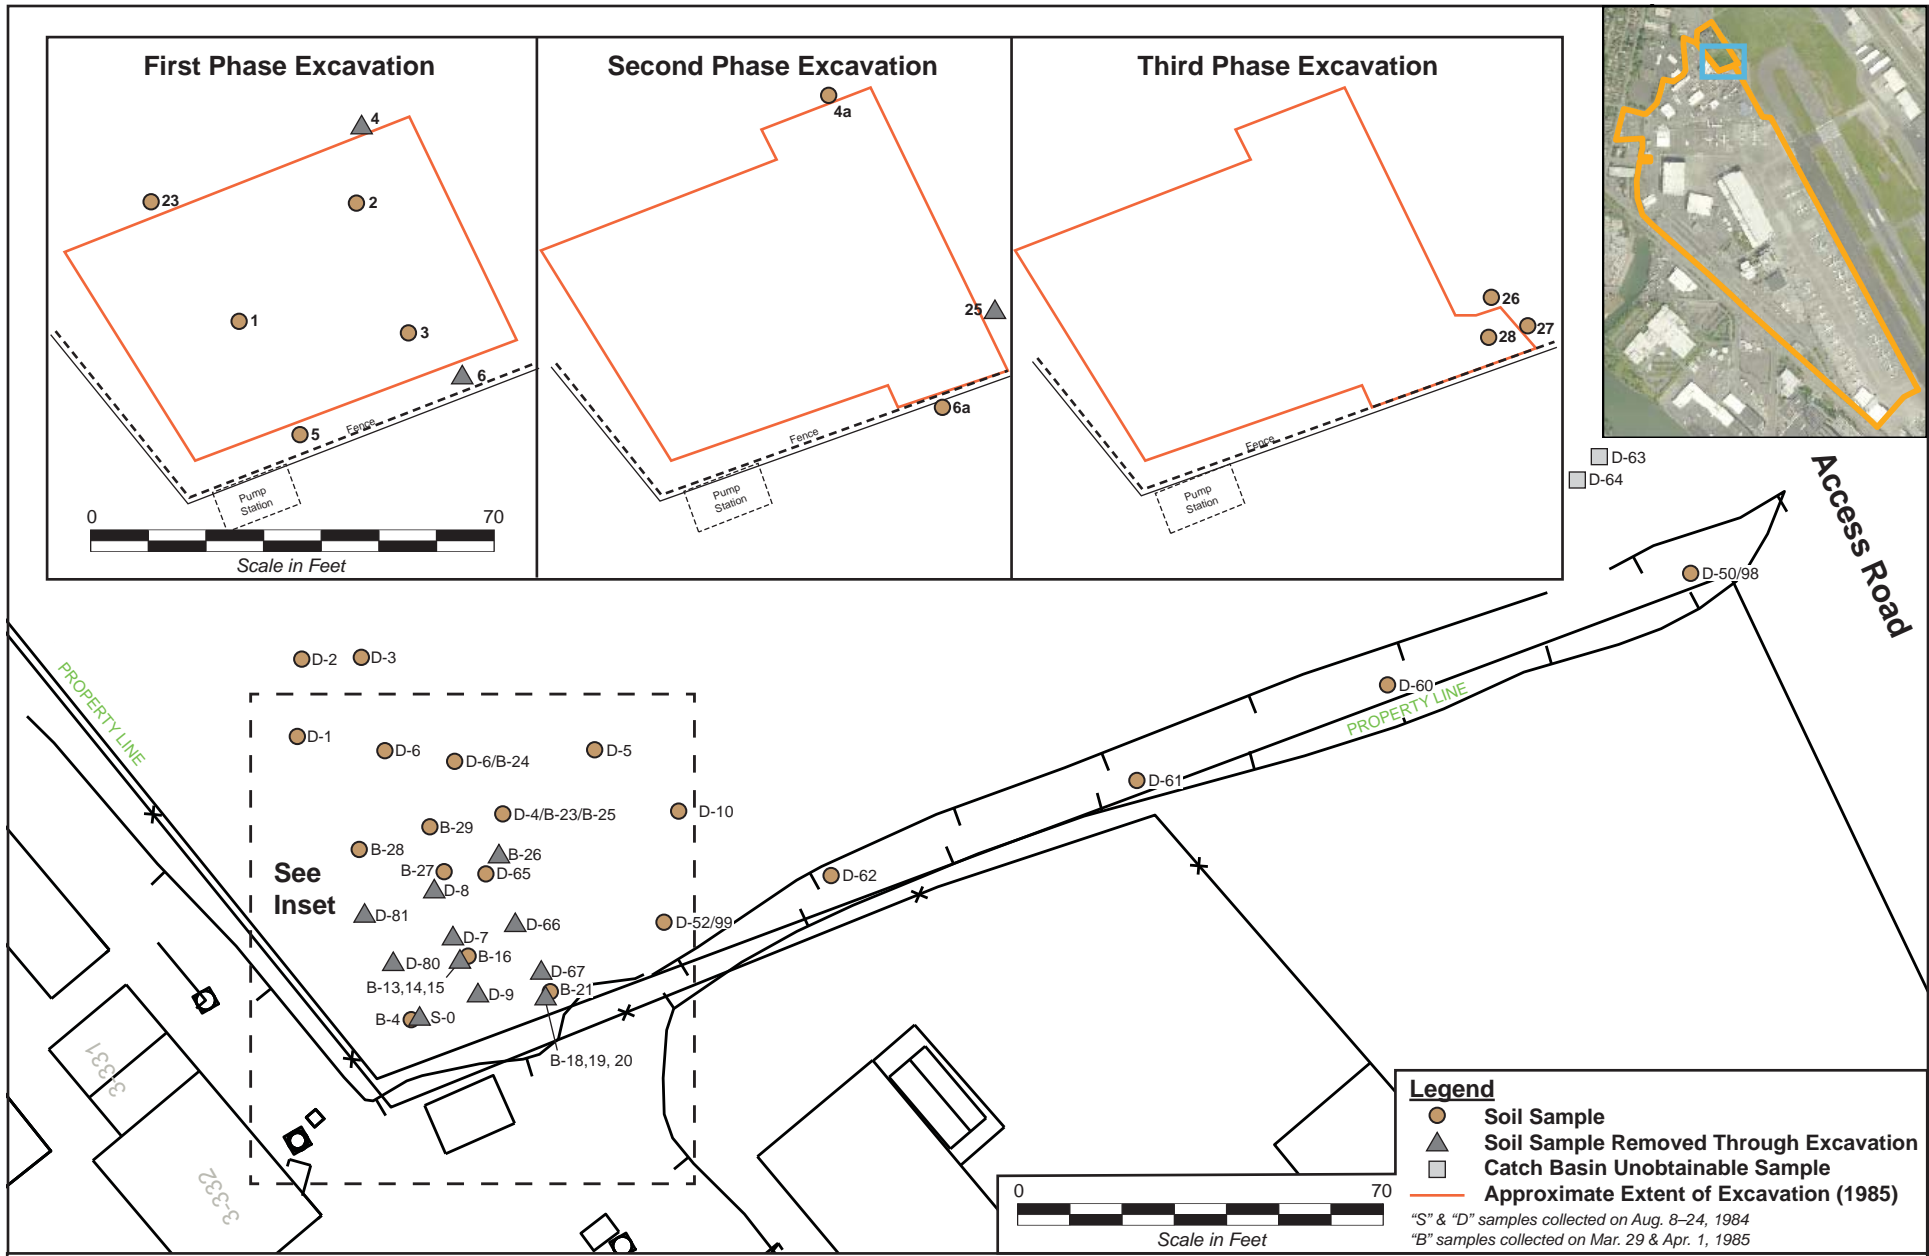 First Phase Excavation
4
23
2
1
3
6
5
Fence
Pump
Station
0 70
Scale in Feet
Second Phase Excavation
4a
25
6a
Fence
Pump
Station
Third Phase Excavation
26
27
28
Fence
Pump
Station
D-63
D-64
Access Road
D-50/98
D-2
D-3
PROPERTY LINE
D-60
PROPERTY LINE
D-1
D-6
D-6/B-24
D-5
D-61
D-4/B-23/B-25
D-10
B-29
B-28
B-26
B-27
D-65
See
Inset
D-8
D-62
D-81
D-66
D-52/99
D-7
B-16
D-80
D-67
B-13,14,15
D-9
B-21
B-4
S-0
B-18,19, 20
3-331
3-332
0 70
Scale in Feet
Legend
Soil Sample
Soil Sample Removed Through Excavation
Catch Basin Unobtainable Sample
Approximate Extent of Excavation (1985)
“S” & “D” samples collected on Aug. 8–24, 1984
“B” samples collected on Mar. 29 & Apr. 1, 1985